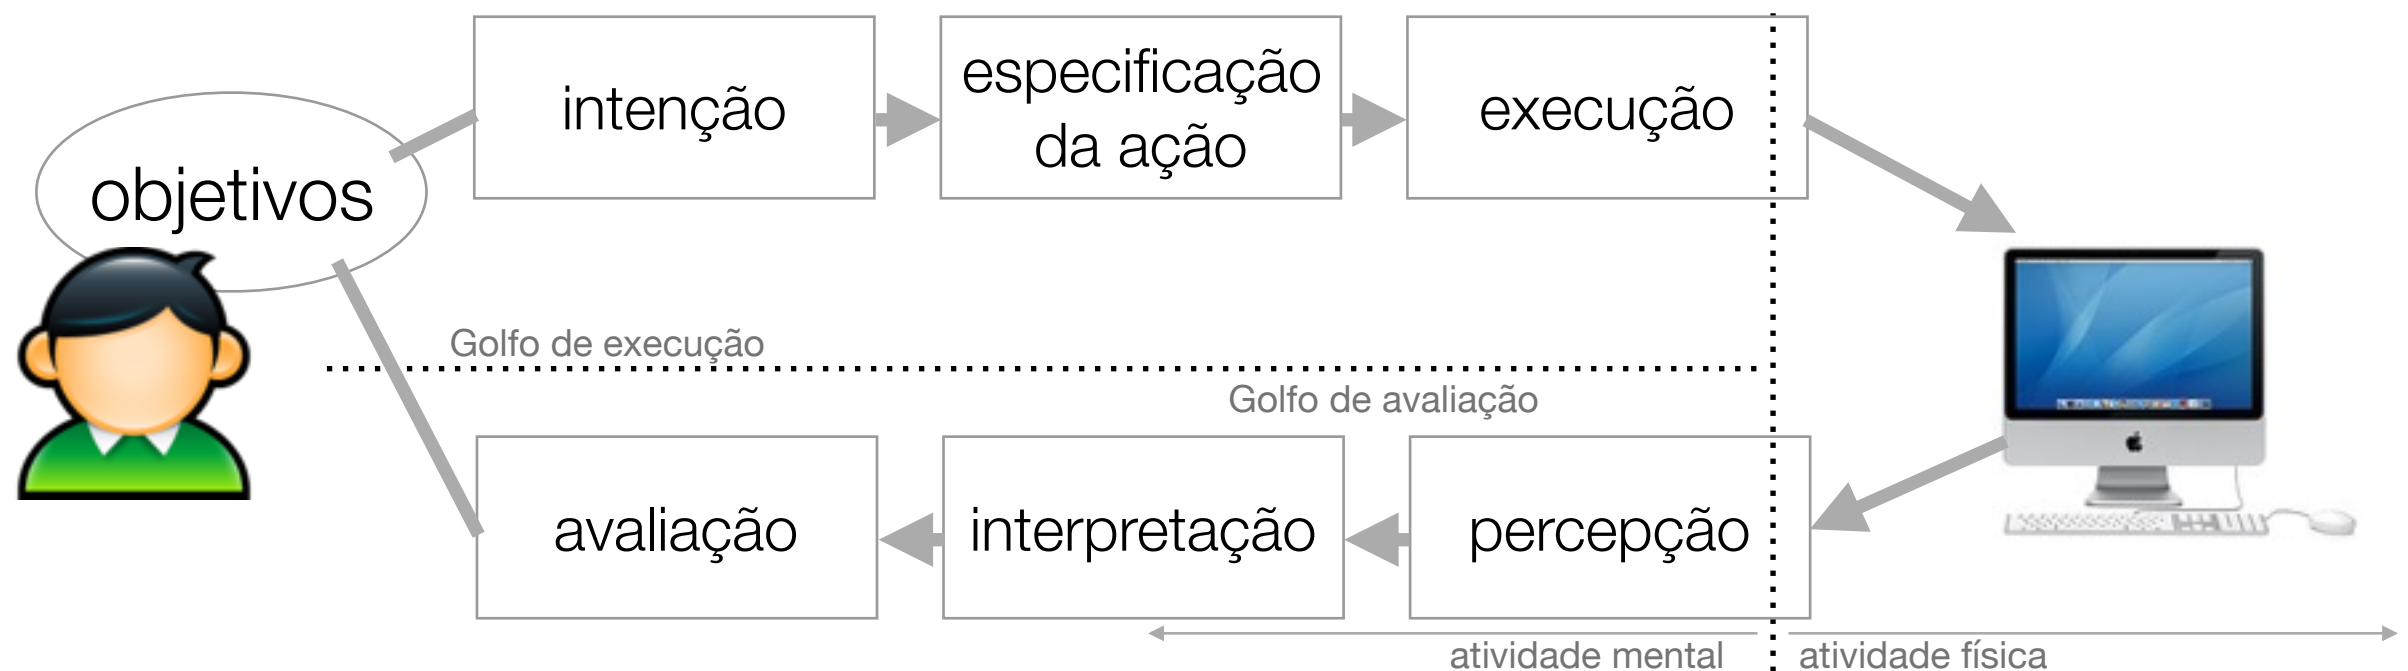 objetivos
intenção
especificação
da ação
execução
Golfo de execução
Golfo de avaliação
avaliação
interpretação
percepção
atividade mental
atividade física